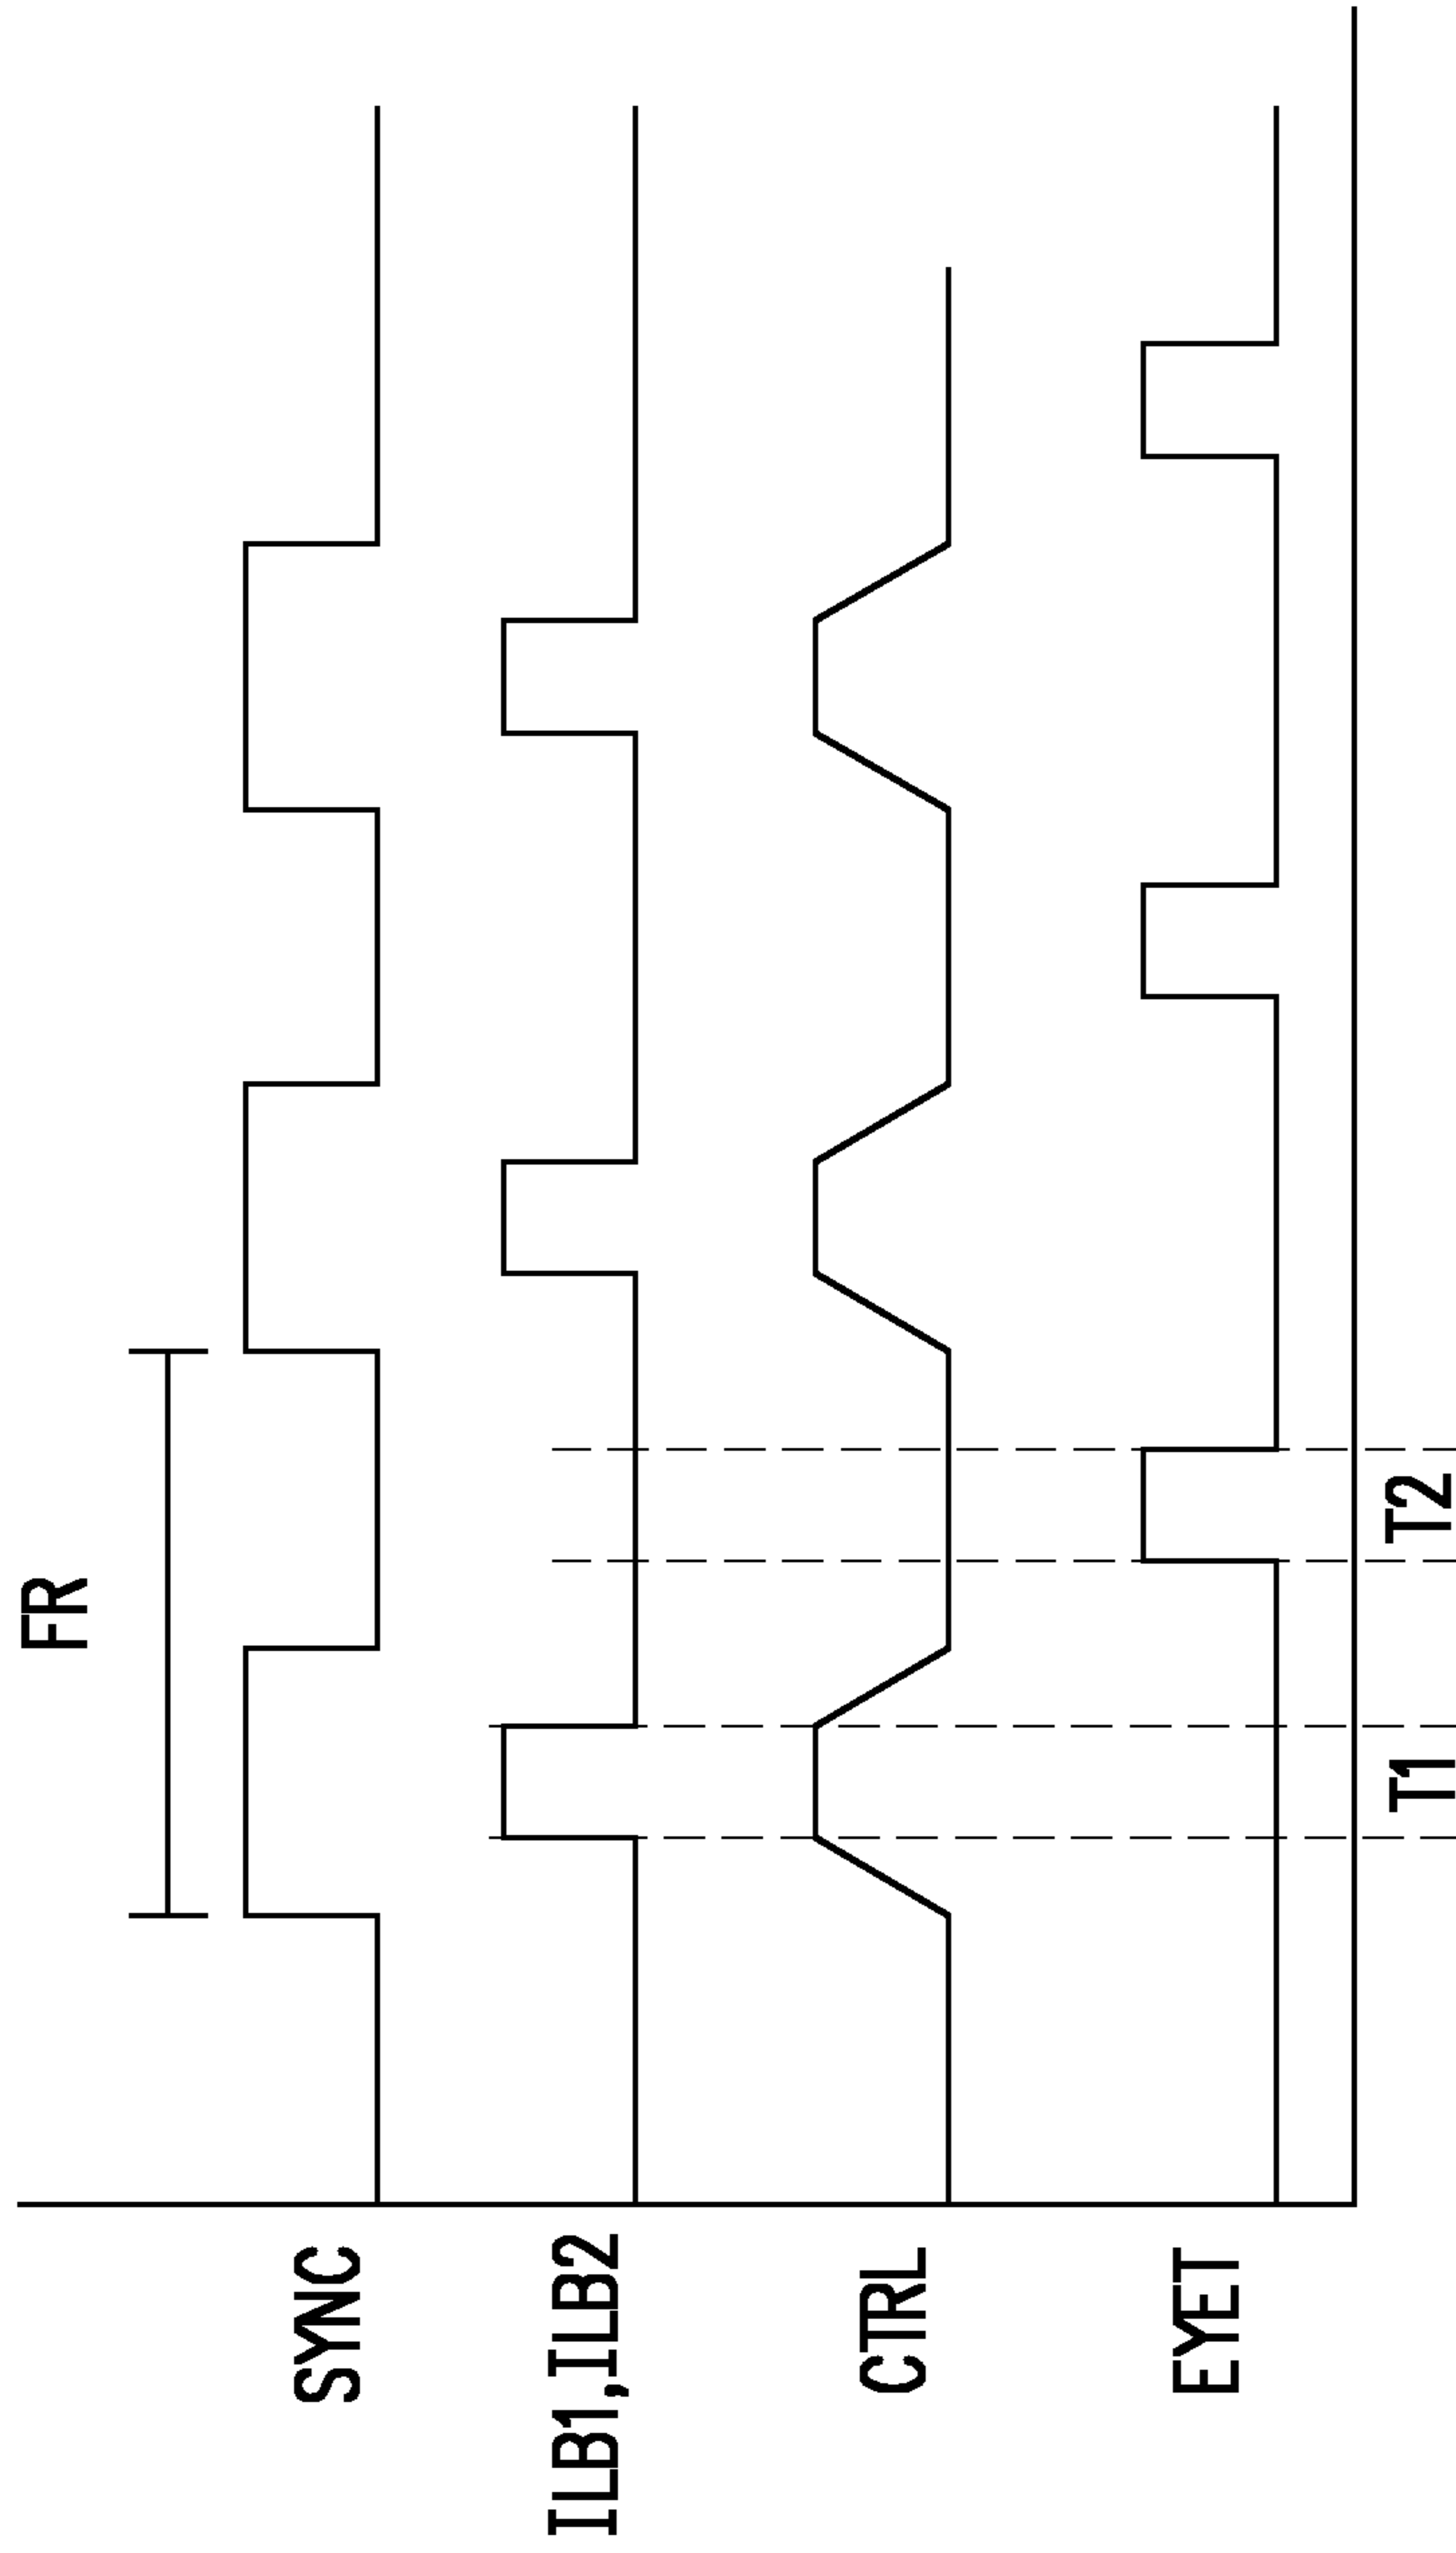 FR
SYNC
ILB1,ILB2
CTRL
EYET
T1
T2